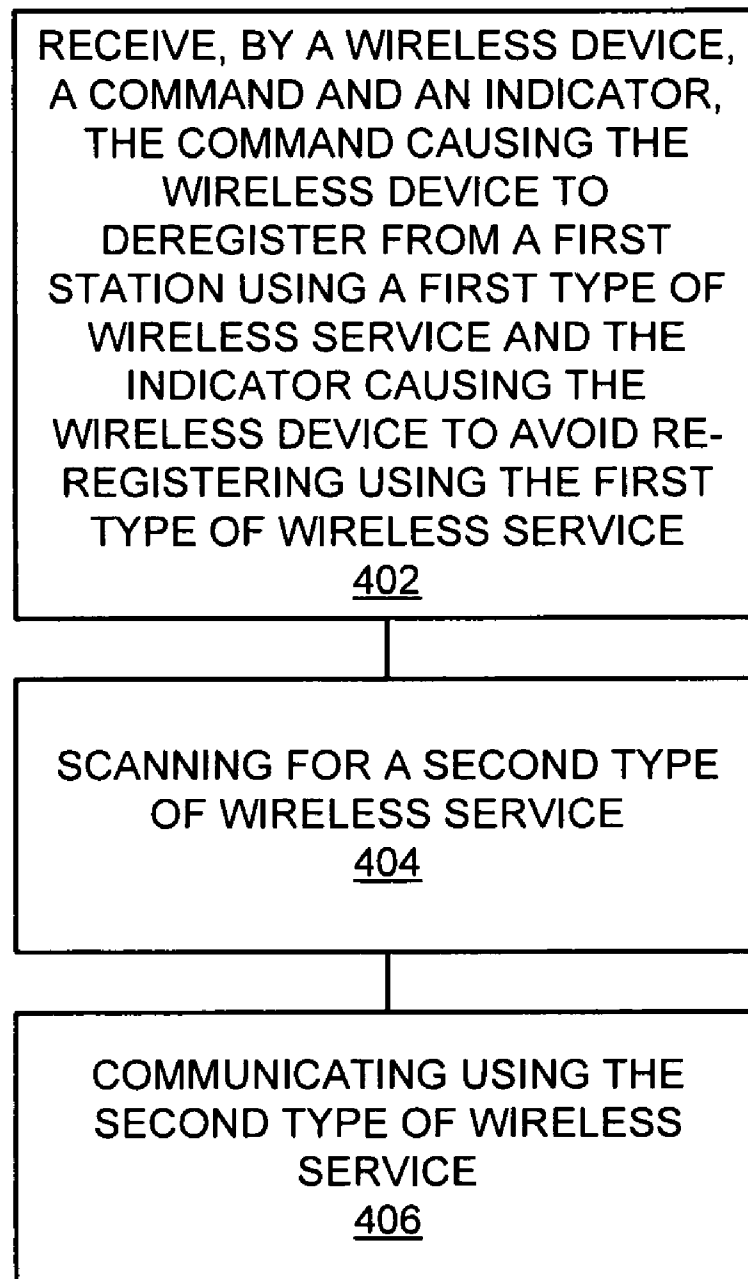 RECEIVE, BY A WIRELESS DEVICE,
A COMMAND AND AN INDICATOR,
THE COMMAND CAUSING THE
WIRELESS DEVICE TO
DEREGISTER FROM A FIRST
STATION USING A FIRST TYPE OF
WIRELESS SERVICE AND THE
INDICATOR CAUSING THE
WIRELESS DEVICE TO AVOID RE-
REGISTERING USING THE FIRST
TYPE OF WIRELESS SERVICE
402
SCANNING FOR A SECOND TYPE
OF WIRELESS SERVICE
404
COMMUNICATING USING THE
SECOND TYPE OF WIRELESS
SERVICE
406